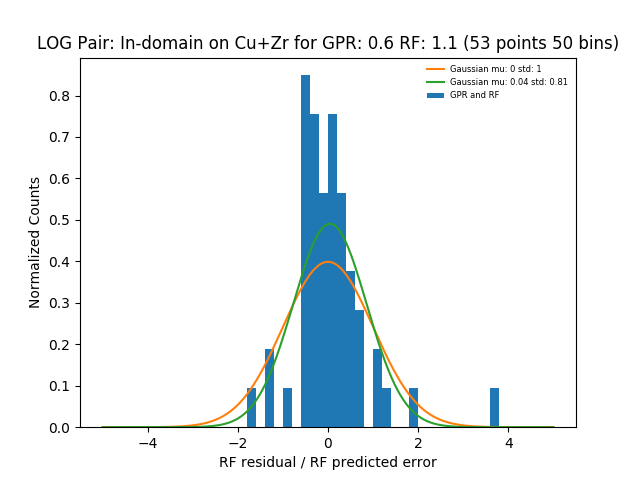 LOG Pair: In-domain on Cu+Zr for GPR: 0.6 RF: 1.1 (53 points 50 bins)
Gaussian mu: 0 std: 1
Gaussian mu: 0.04 std: 0.81
GPR and RF
Normalized Counts
0.8
0.7
0.6
0.5
0.4
0.3
0.2
0.1
0.0
−4 −2 0 2 4
RF residual / RF predicted error